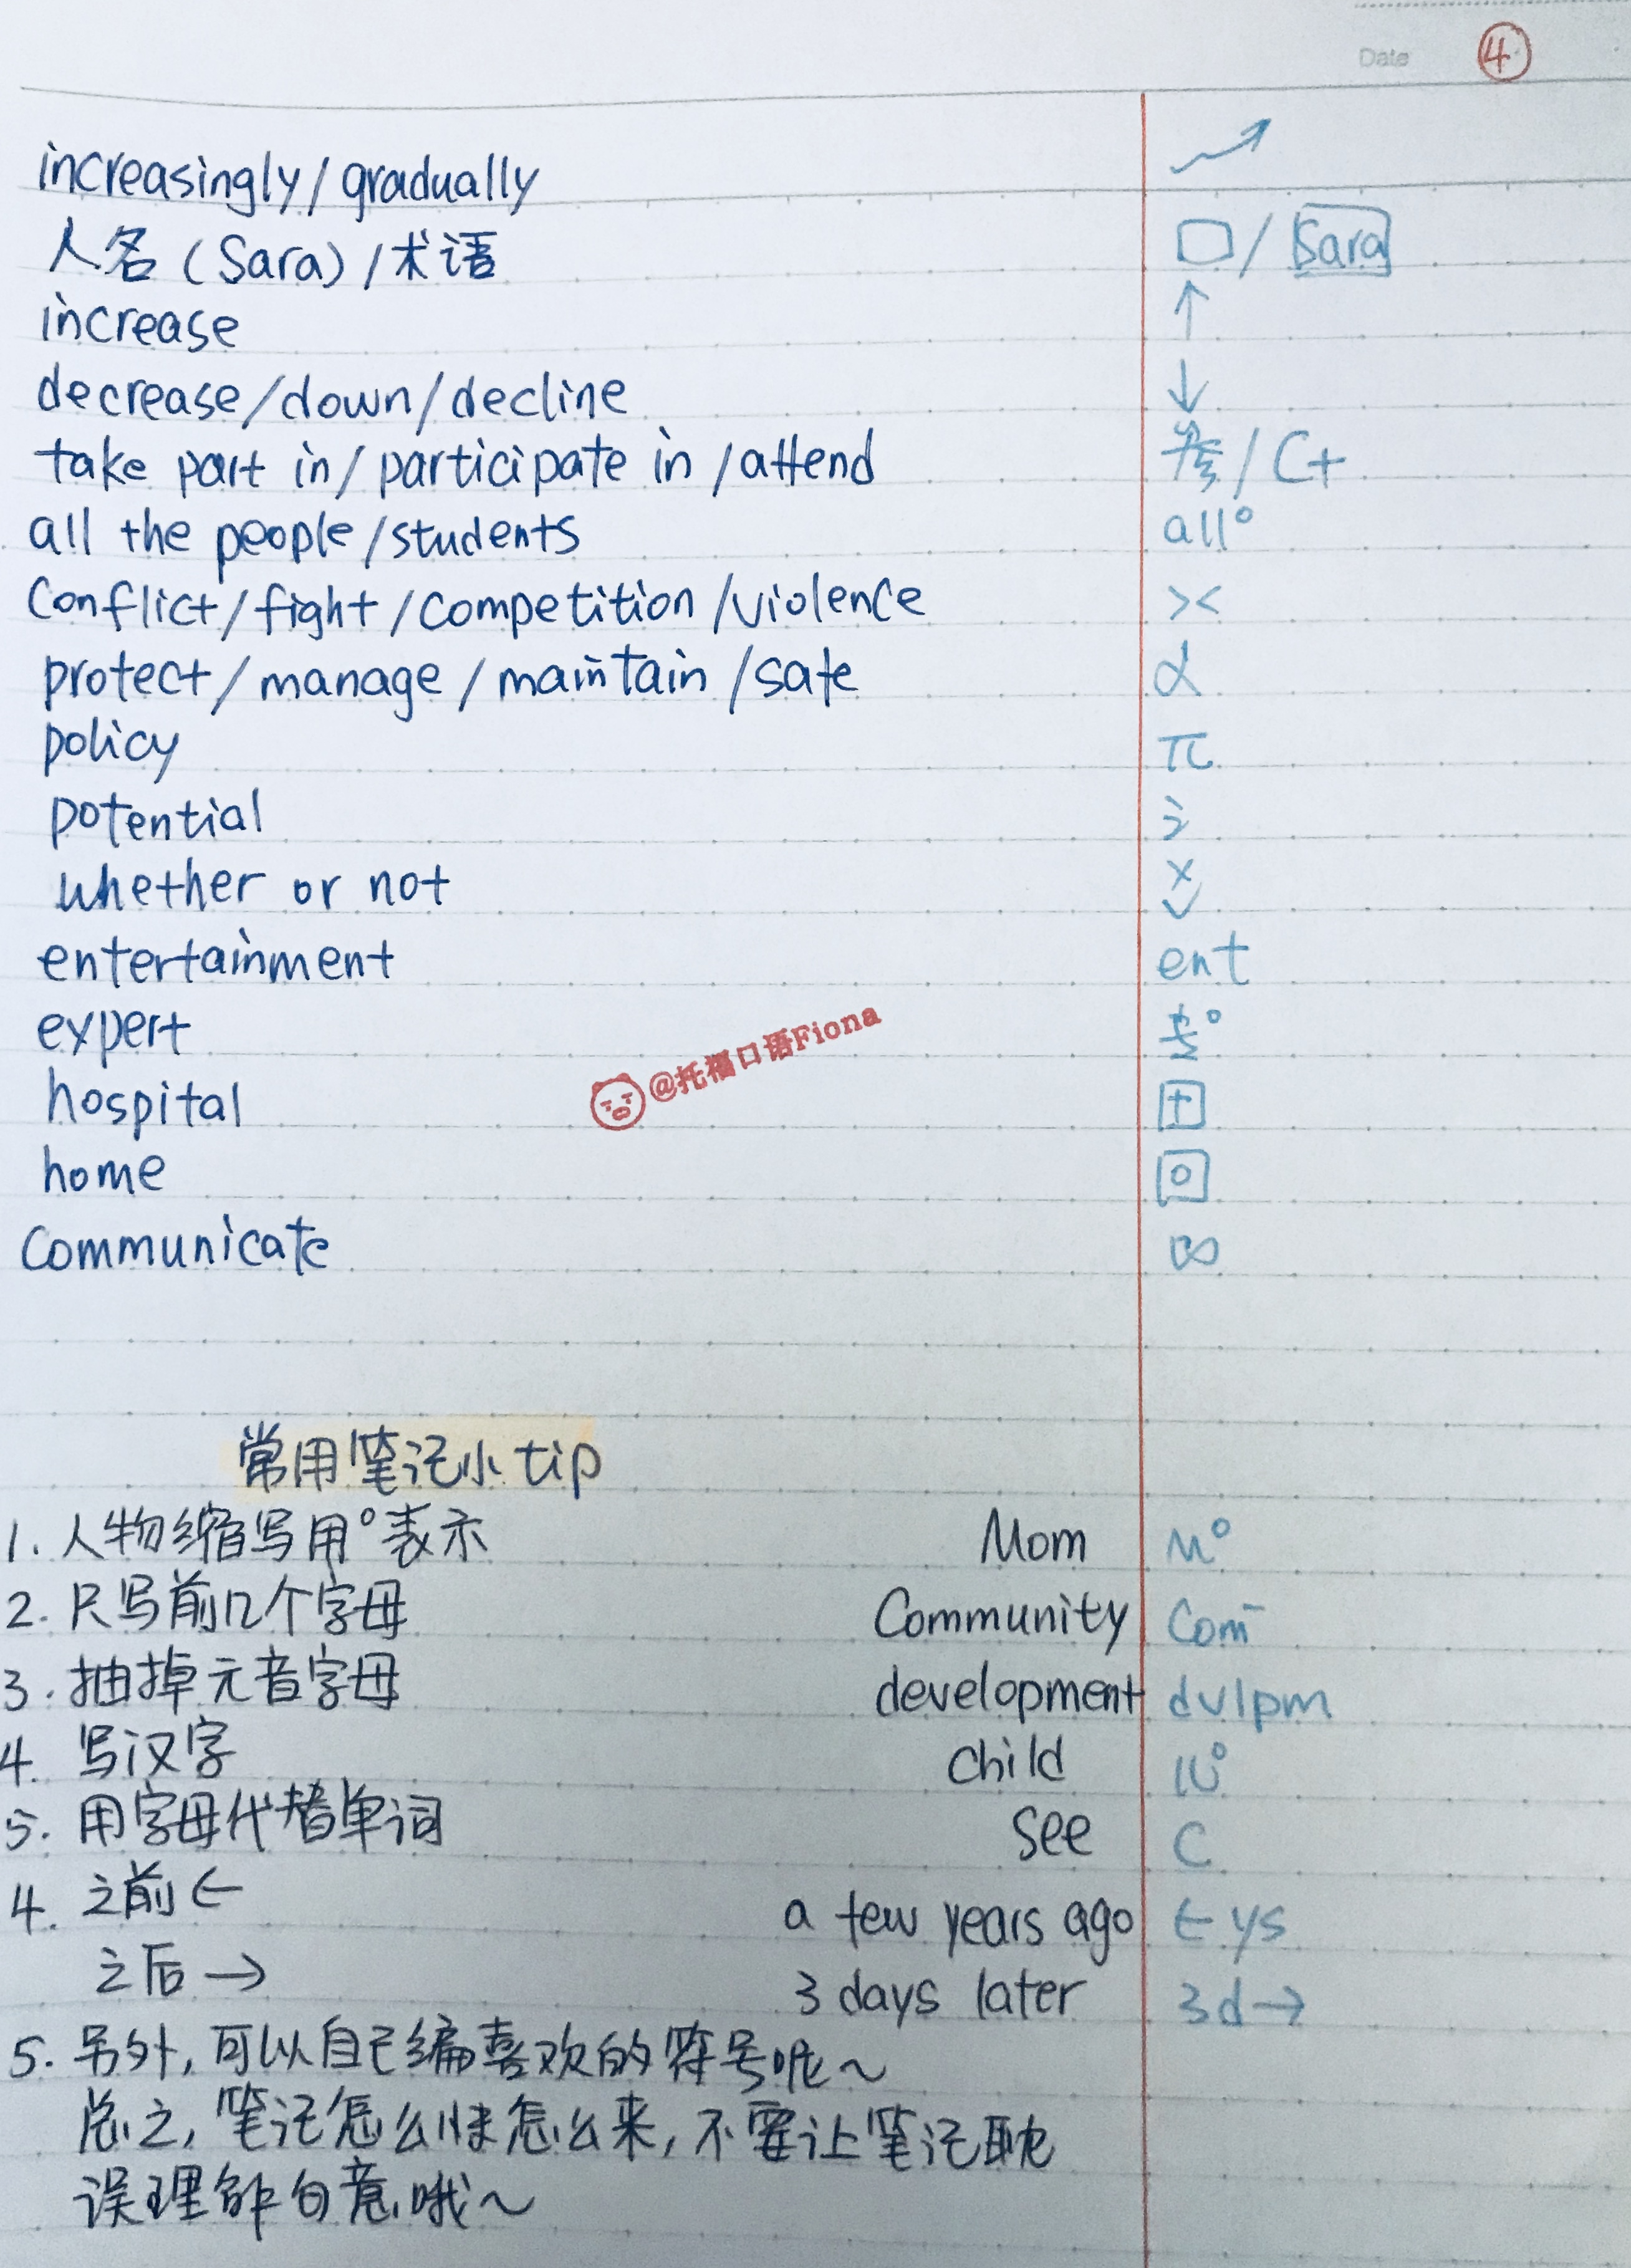 Date ④
increasingly/gradually ↗
人名(Sara)/术语 □/Sara
increase ↑
decrease/down/decline ↓
take part in/participate in/attend 参/C+
all the people/students all°
Conflict/fight/competition/violence ><
protect/manage/maintain/safe α
policy π
potential
whether or not ×✓
entertainment ent
expert 专°
hospital
home
Communicate ∞
@托福口语Fiona
常用笔记小tip
1. 人物缩写用°表示 Mom M°
2. 只写前几个字母 Community Com-
3. 抽掉元音字母 development dvlpm
4. 写汉字 child 小°
5. 用字母代替单词 see C
4. 之前← a few years ago ←ys
之后→ 3 days later 3d→
5. 另外,可以自己编喜欢的符号呢~
总之,笔记怎么快怎么来,不要让笔记耽
误理解句意哦~